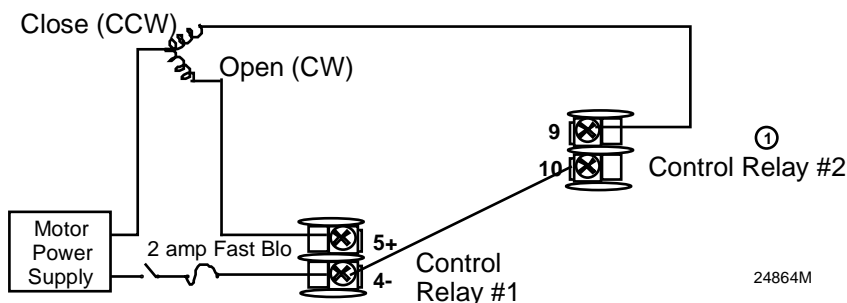 Close (CCW)
Open (CW)
9
①
10
Control Relay #2
Motor
Power
Supply
2 amp Fast Blo
5+
4-
Control
Relay #1
24864M